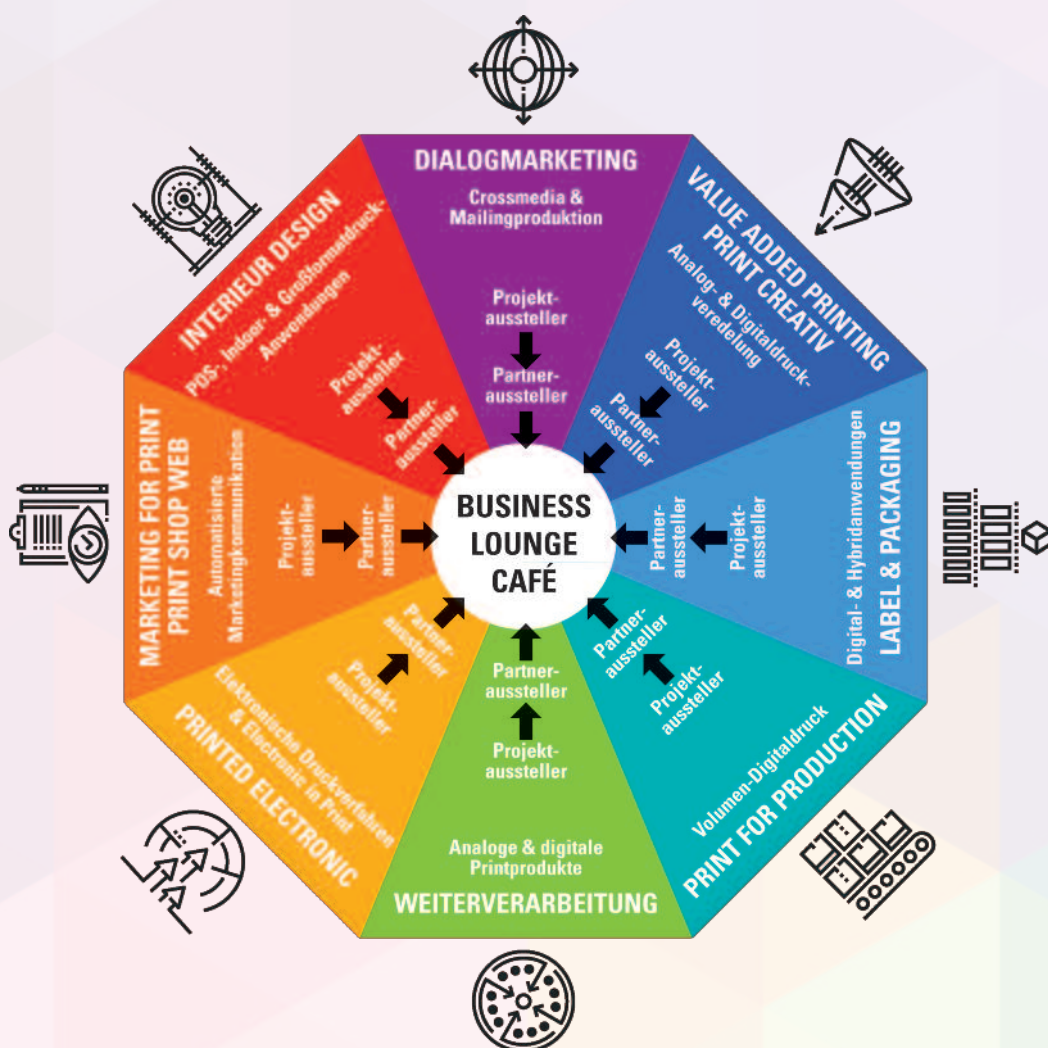 DIALOGMARKETING
Crossmedia &
Mailingproduktion
Projekt-
aussteller
Partner-
aussteller
VALUE ADDED PRINTING
PRINT CREATIV
Analog- & Digitaldruck-
veredelung
Projekt-
aussteller
Partner-
aussteller
LABEL & PACKAGING
Digital- & Hybridanwendungen
Projekt-
aussteller
Partner-
aussteller
PRINT FOR PRODUCTION
Volumen-Digitaldruck
Projekt-
aussteller
Partner-
aussteller
WEITERVERARBEITUNG
Analoge & digitale
Printprodukte
Projekt-
aussteller
Partner-
aussteller
PRINTED ELECTRONIC
Elektronische Druckverfahren
& Electronic in Print
Projekt-
aussteller
Partner-
aussteller
MARKETING FOR PRINT
PRINT SHOP WEB
Automatisierte
Marketingkommunikation
Projekt-
aussteller
Partner-
aussteller
INTERIEUR DESIGN
POS-, Indoor- & Großformatdruck-
Anwendungen
Projekt-
aussteller
Partner-
aussteller
BUSINESS
LOUNGE
CAFÉ